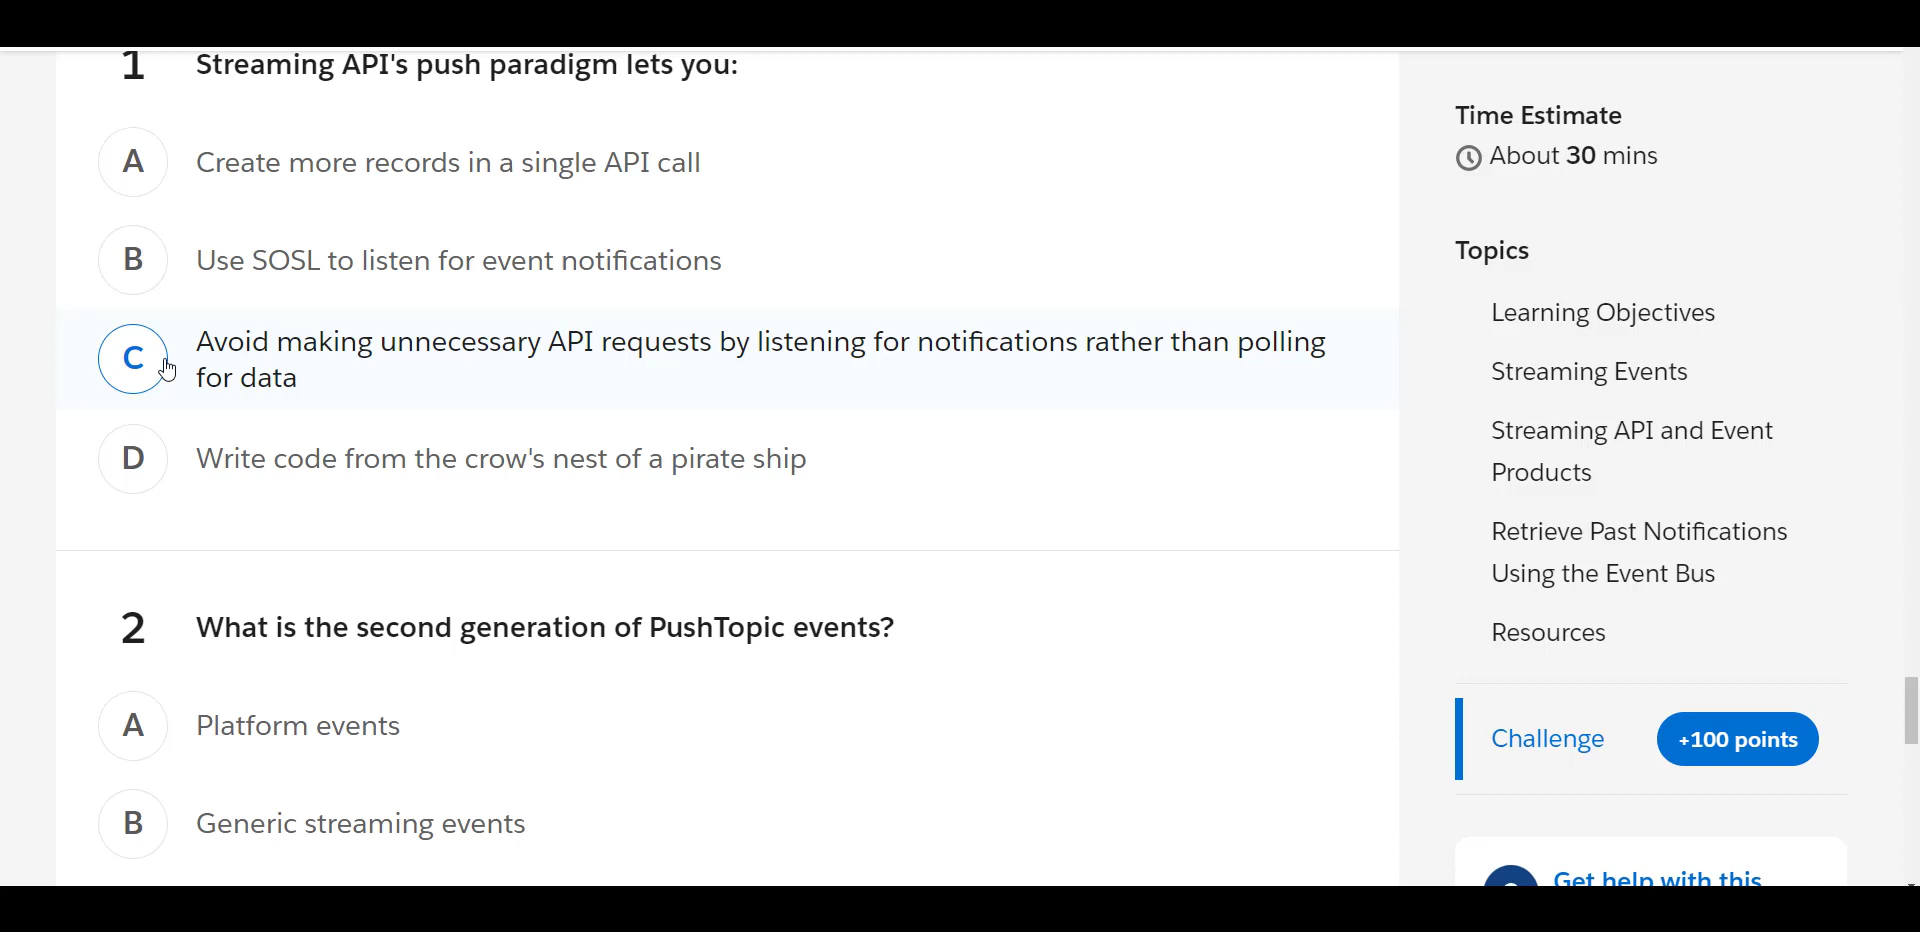 1 Streaming API's push paradigm lets you:
A Create more records in a single API call
B Use SOSL to listen for event notifications
C Avoid making unnecessary API requests by listening for notifications rather than polling
for data
D Write code from the crow's nest of a pirate ship
2 What is the second generation of PushTopic events?
A Platform events
B Generic streaming events
Time Estimate
About 30 mins
Topics
Learning Objectives
Streaming Events
Streaming API and Event
Products
Retrieve Past Notifications
Using the Event Bus
Resources
Challenge +100 points
Get help with this